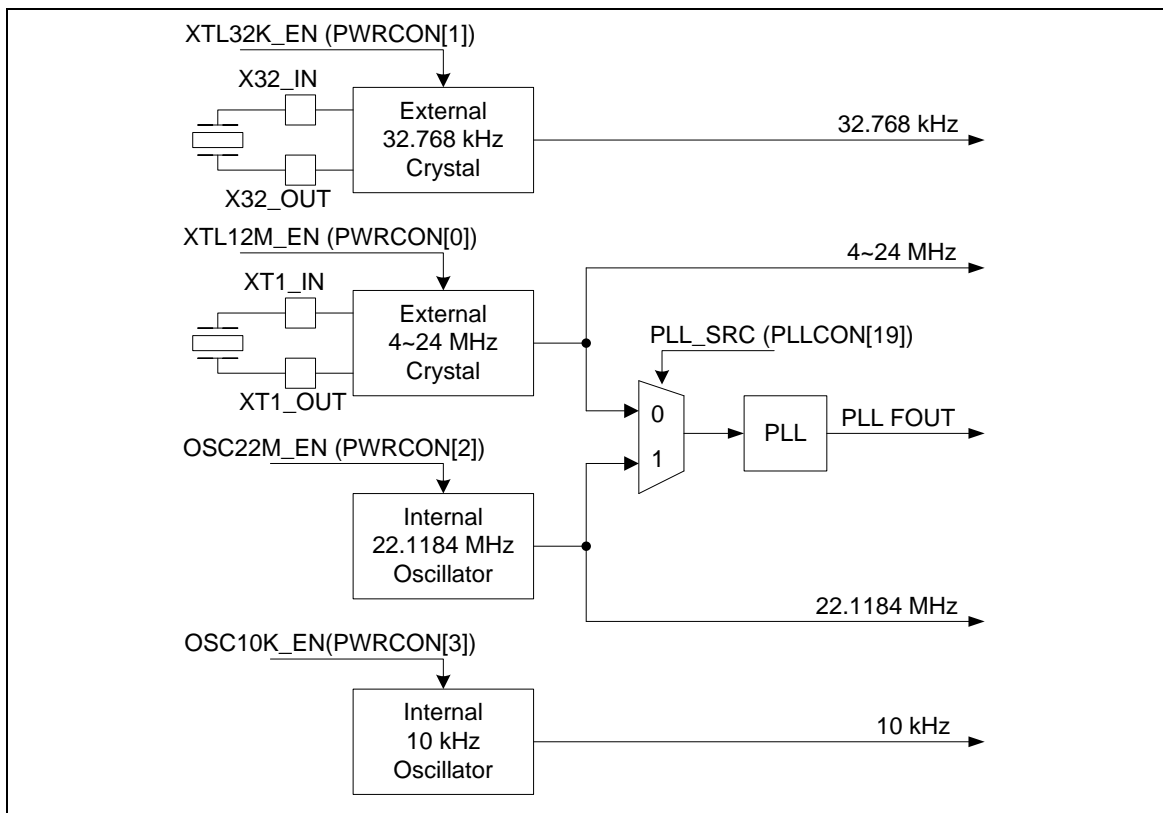 XTL32K_EN (PWRCON[1])
X32_IN
External
32.768 kHz
Crystal
32.768 kHz
X32_OUT
XTL12M_EN (PWRCON[0])
4~24 MHz
XT1_IN
External
4~24 MHz
Crystal
PLL_SRC (PLLCON[19])
XT1_OUT
0
1
PLL
PLL FOUT
OSC22M_EN (PWRCON[2])
Internal
22.1184 MHz
Oscillator
22.1184 MHz
OSC10K_EN(PWRCON[3])
Internal
10 kHz
Oscillator
10 kHz